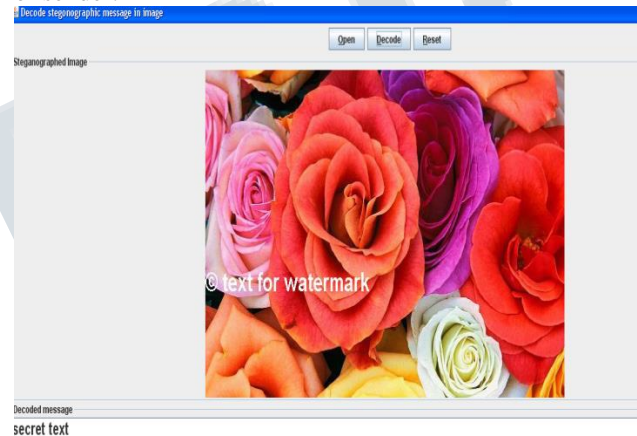 Decode stegonographic message in image
Open Decode Reset
Steganographed Image
© text for watermark
Decoded message
secret text